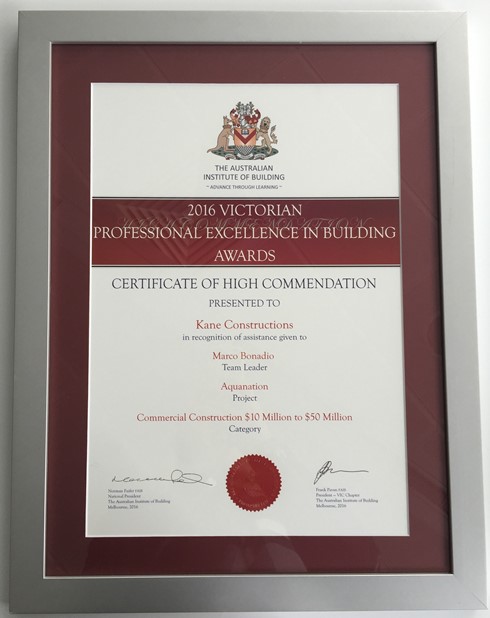 THE AUSTRALIAN
INSTITUTE OF BUILDING
~ ADVANCE THROUGH LEARNING ~
2016 VICTORIAN
PROFESSIONAL EXCELLENCE IN BUILDING
AWARDS
CERTIFICATE OF HIGH COMMENDATION
PRESENTED TO
Kane Constructions
in recognition of assistance given to
Marco Bonadio
Team Leader
Aquanation
Project
Commercial Construction $10 Million to $50 Million
Category
Norman Faifer
National President
The Australian Institute of Building
Melbourne, 2016
Frank
President – VIC Chapter
The Australian Institute of Building
Melbourne, 2016